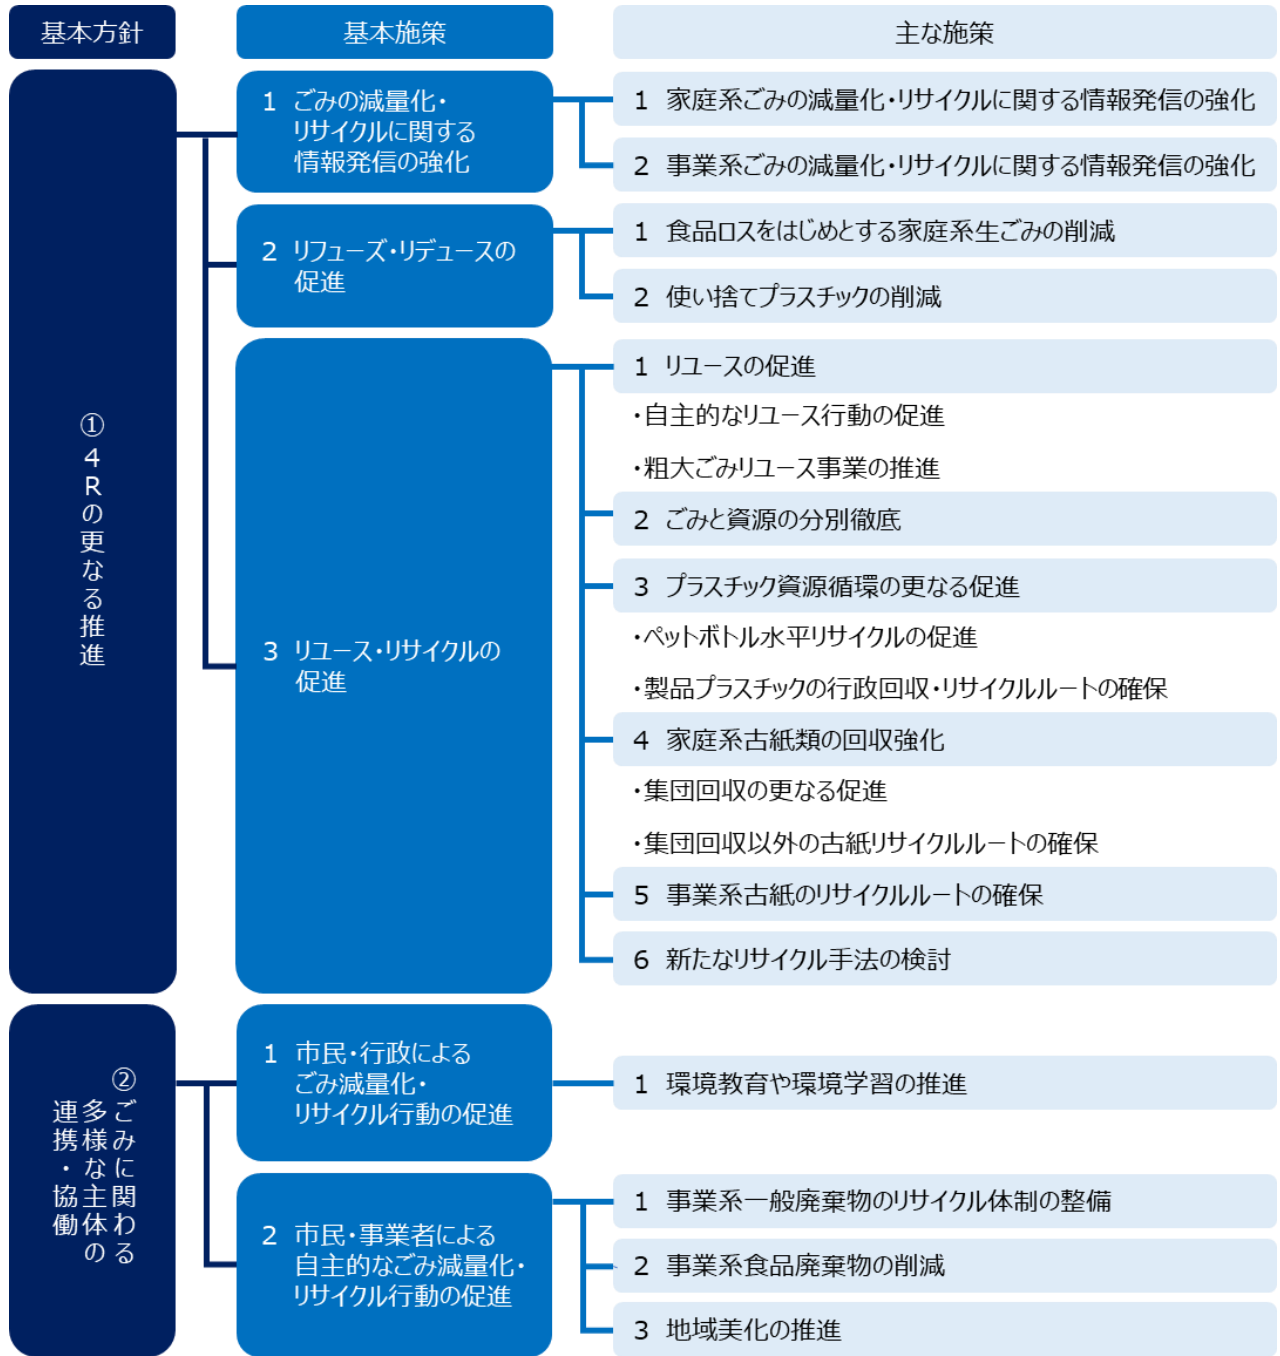 基本方針
基本施策
主な施策
①4Rの更なる推進
1 ごみの減量化・
リサイクルに関する
情報発信の強化
1 家庭系ごみの減量化・リサイクルに関する情報発信の強化
2 事業系ごみの減量化・リサイクルに関する情報発信の強化
2 リフューズ・リデュースの
促進
1 食品ロスをはじめとする家庭系生ごみの削減
2 使い捨てプラスチックの削減
3 リユース・リサイクルの
促進
1 リユースの促進
・自主的なリユース行動の促進
・粗大ごみリユース事業の推進
2 ごみと資源の分別徹底
3 プラスチック資源循環の更なる促進
・ペットボトル水平リサイクルの促進
・製品プラスチックの行政回収・リサイクルルートの確保
4 家庭系古紙類の回収強化
・集団回収の更なる促進
・集団回収以外の古紙リサイクルルートの確保
5 事業系古紙のリサイクルルートの確保
6 新たなリサイクル手法の検討
②ごみに関わる
多様な主体の
連携・協働
1 市民・行政による
ごみ減量化・
リサイクル行動の促進
1 環境教育や環境学習の推進
2 市民・事業者による
自主的なごみ減量化・
リサイクル行動の促進
1 事業系一般廃棄物のリサイクル体制の整備
2 事業系食品廃棄物の削減
3 地域美化の推進